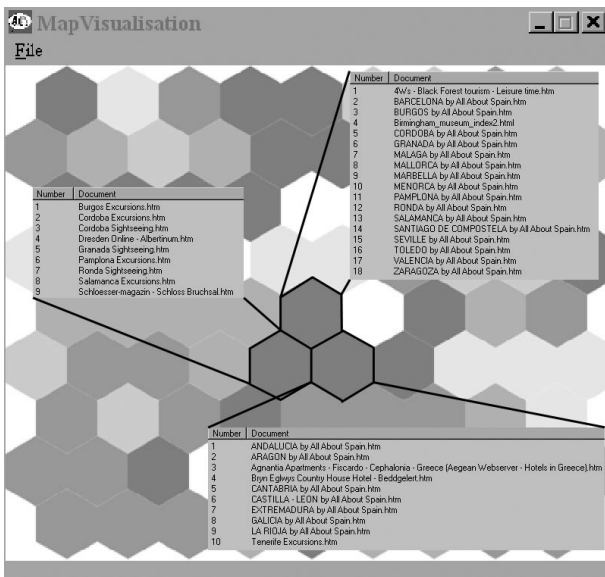 MapVisualisation
File
Number Document
1 4Ws - Black Forest tourism - Leisure time.htm
2 BARCELONA by All About Spain.htm
3 BURGOS by All About Spain.htm
4 Birmingham_museum_index2.html
5 CORDOBA by All About Spain.htm
6 GRANADA by All About Spain.htm
7 MALAGA by All About Spain.htm
8 MALLORCA by All About Spain.htm
9 MARBELLA by All About Spain.htm
10 MENORCA by All About Spain.htm
11 PAMPLONA by All About Spain.htm
12 RONDA by All About Spain.htm
13 SALAMANCA by All About Spain.htm
14 SANTIAGO DE COMPOSTELA by All About Spain.htm
15 SEVILLE by All About Spain.htm
16 TOLEDO by All About Spain.htm
17 VALENCIA by All About Spain.htm
18 ZARAGOZA by All About Spain.htm
Number Document
1 Burgos Excursions.htm
2 Cordoba Excursions.htm
3 Cordoba Sightseeing.htm
4 Dresden Online - Albertinum.htm
5 Granada Sightseeing.htm
6 Pamplona Excursions.htm
7 Ronda Sightseeing.htm
8 Salamanca Excursions.htm
9 Schloesser-magazin - Schloss Bruchsal.htm
Number Document
1 ANDALUCIA by All About Spain.htm
2 ARAGON by All About Spain.htm
3 Agnantia Apartments - Fiscardo - Cephalonia - Greece (Aegean Webserver - Hotels in Greece).htm
4 Bryn Eglwys Country House Hotel - Beddgelert.htm
5 CANTABRIA by All About Spain.htm
6 CASTILLA - LEON by All About Spain.htm
7 EXTREMADURA by All About Spain.htm
8 GALICIA by All About Spain.htm
9 LA RIOJA by All About Spain.htm
10 Tenerife Excursions.htm